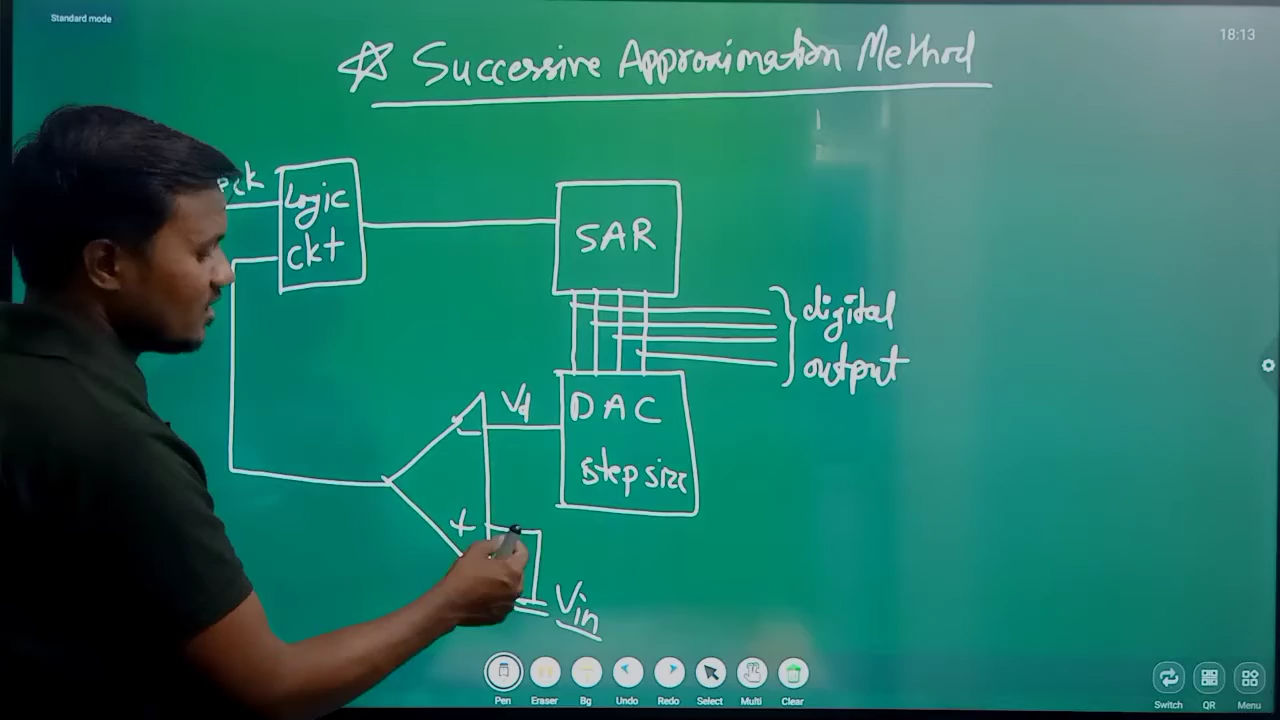 Standard mode
18:13
☆ Successive Approximation Method
Logic
ckt
SAR
digital
output
Vd
DAC
step size
-
+
Vin
Pen
Eraser
Bg
Undo
Redo
Select
Multi
Clear
Switch
QR
Menu